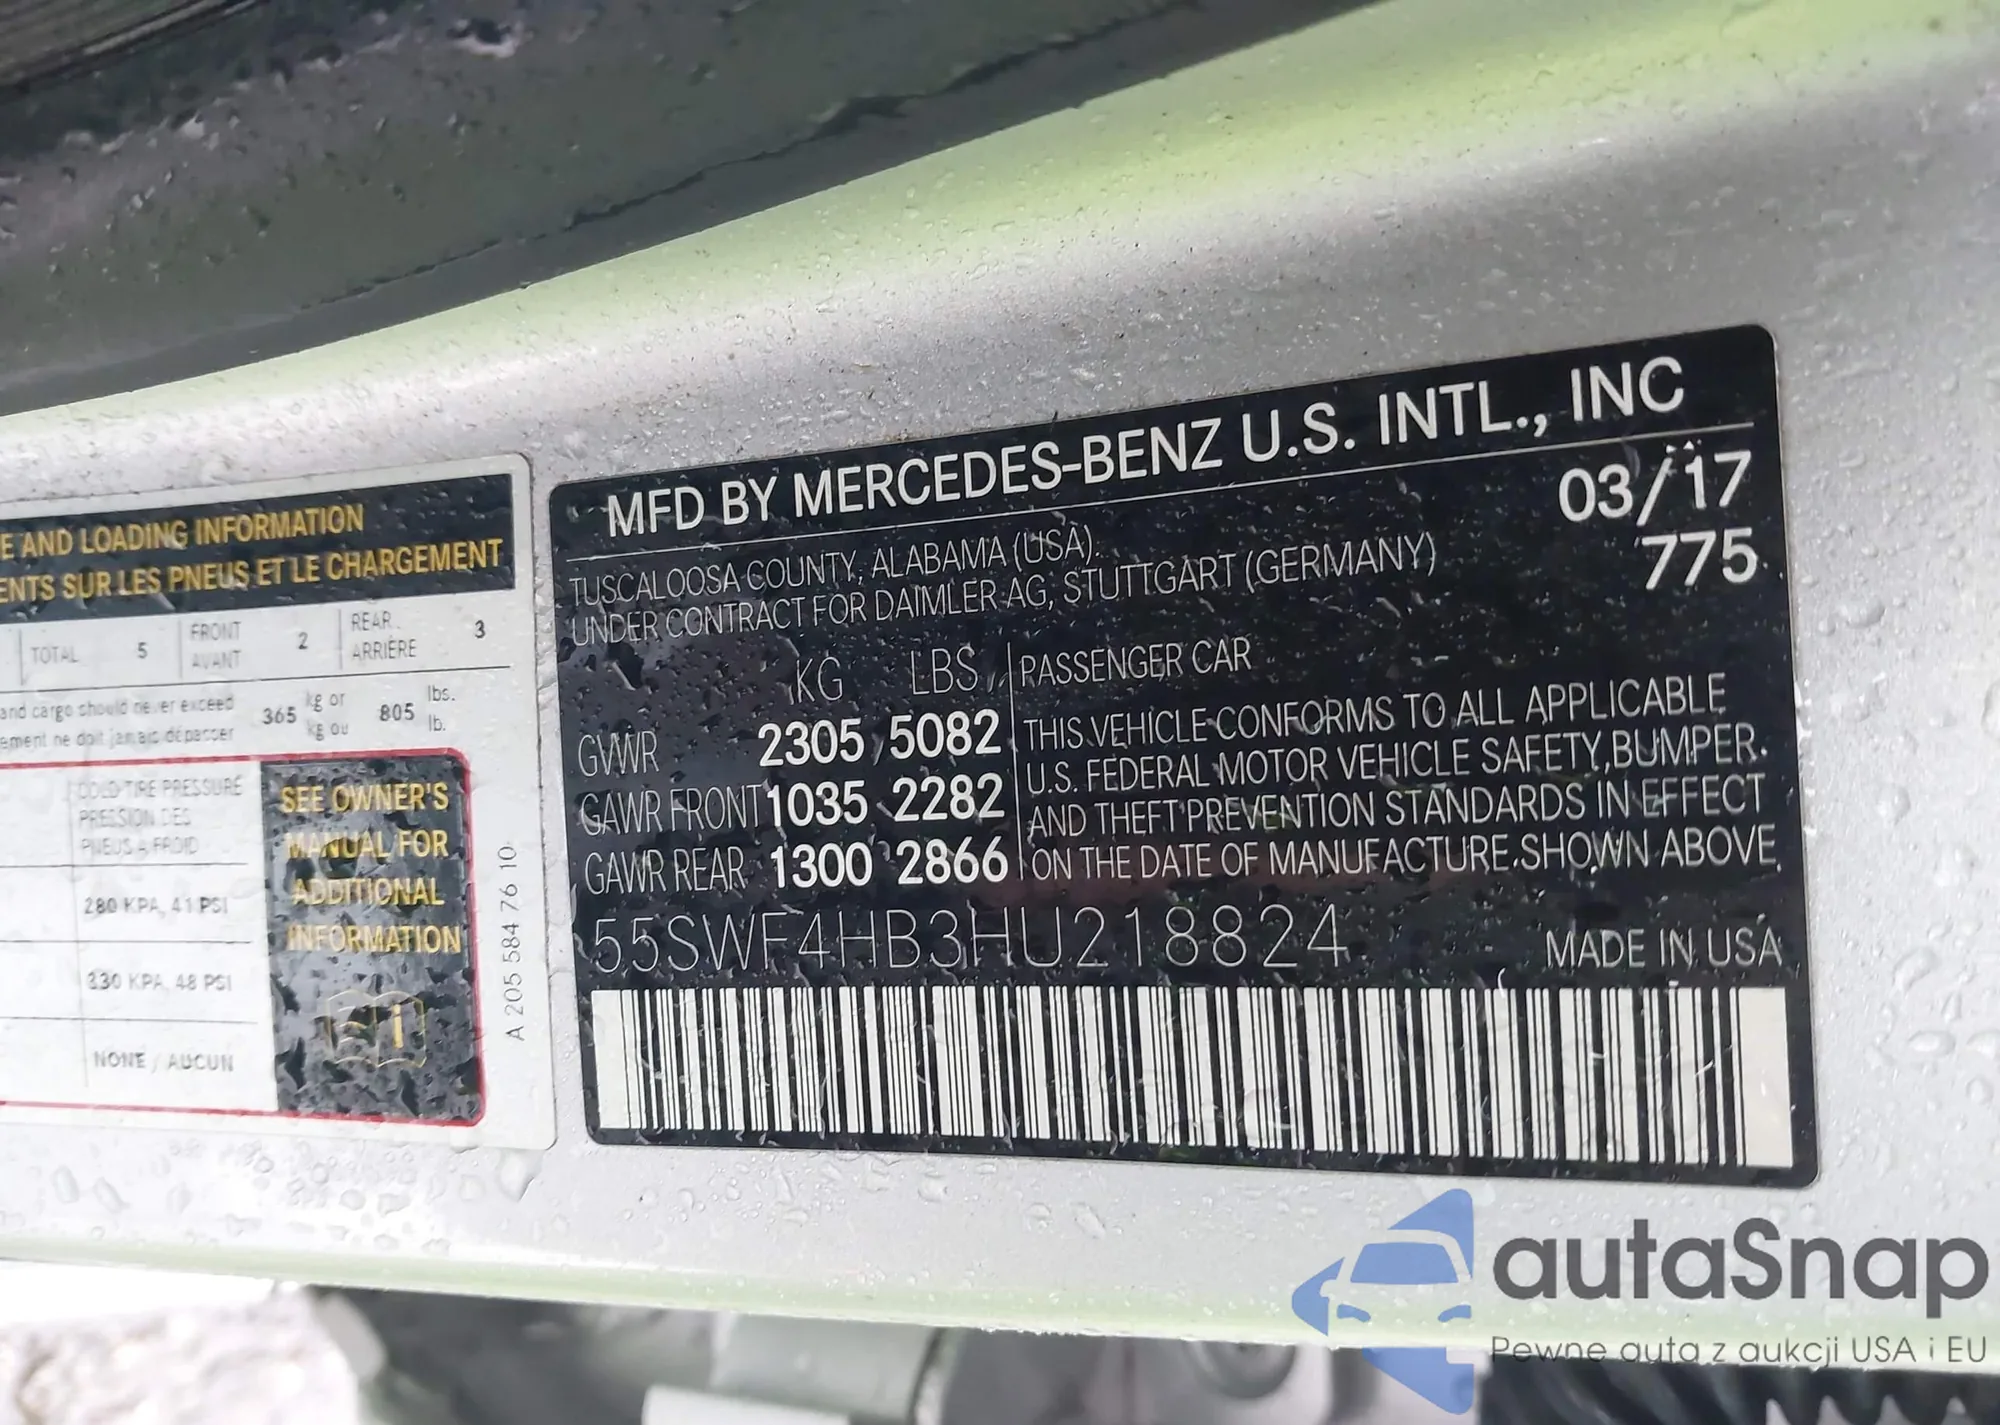 E AND LOADING INFORMATION
ENTS SUR LES PNEUS ET LE CHARGEMENT
TOTAL 5 FRONT AVANT 2 REAR ARRIÈRE 3
and cargo should never exceed 365 kg or 805 lbs.
ement ne doit jamais dépasser kg ou lb.
COLD TIRE PRESSURE
PRESSION DES
PNEUS A FROID
280 KPA, 41 PSI
330 KPA, 48 PSI
NONE / AUCUN
SEE OWNER'S
MANUAL FOR
ADDITIONAL
INFORMATION
A 205 584 76 10
MFD BY MERCEDES-BENZ U.S. INTL., INC
TUSCALOOSA COUNTY, ALABAMA (USA). 03/17
UNDER CONTRACT FOR DAIMLER AG, STUTTGART (GERMANY) 775
KG LBS PASSENGER CAR
GVWR 2305 5082
GAWR FRONT 1035 2282
GAWR REAR 1300 2866
THIS VEHICLE CONFORMS TO ALL APPLICABLE
U.S. FEDERAL MOTOR VEHICLE SAFETY, BUMPER
AND THEFT PREVENTION STANDARDS IN EFFECT
ON THE DATE OF MANUFACTURE SHOWN ABOVE
55SWF4HB3HU218824 MADE IN USA
autaSnap
Pewne auta z aukcji USA i EU